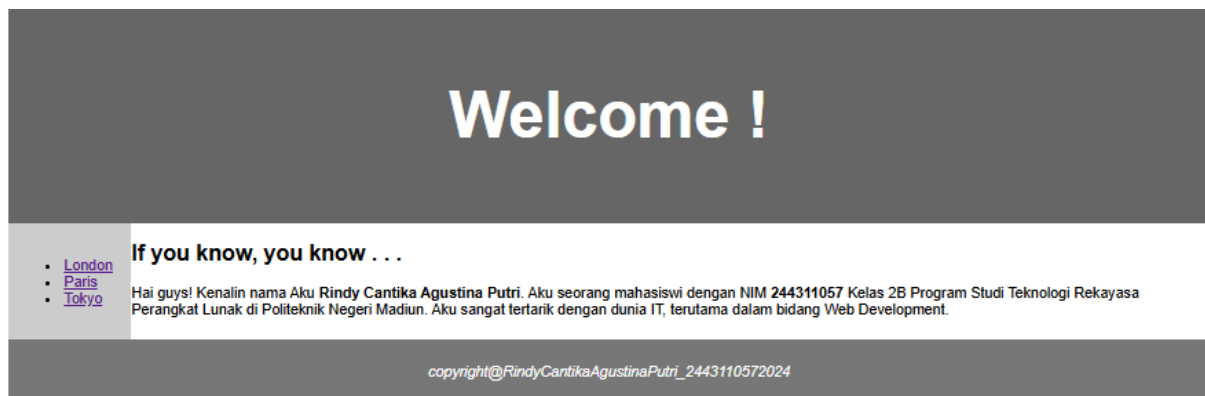 Welcome !
London
Paris
Tokyo
If you know, you know . . .
Hai guys! Kenalin nama Aku Rindy Cantika Agustina Putri. Aku seorang mahasiswi dengan NIM 244311057 Kelas 2B Program Studi Teknologi Rekayasa
Perangkat Lunak di Politeknik Negeri Madiun. Aku sangat tertarik dengan dunia IT, terutama dalam bidang Web Development.
copyright@RindyCantikaAgustinaPutri_2443110572024